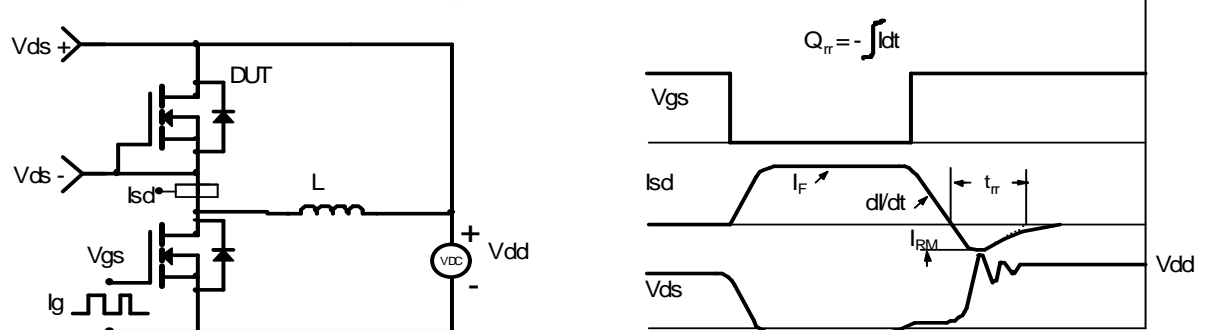 Vds +
DUT
Vds -
Isd
L
Vgs
+
VDC
Vdd
-
Ig
Qrr = - ∫Idt
Vgs
Isd
IF
dI/dt
trr
IRM
Vds
Vdd